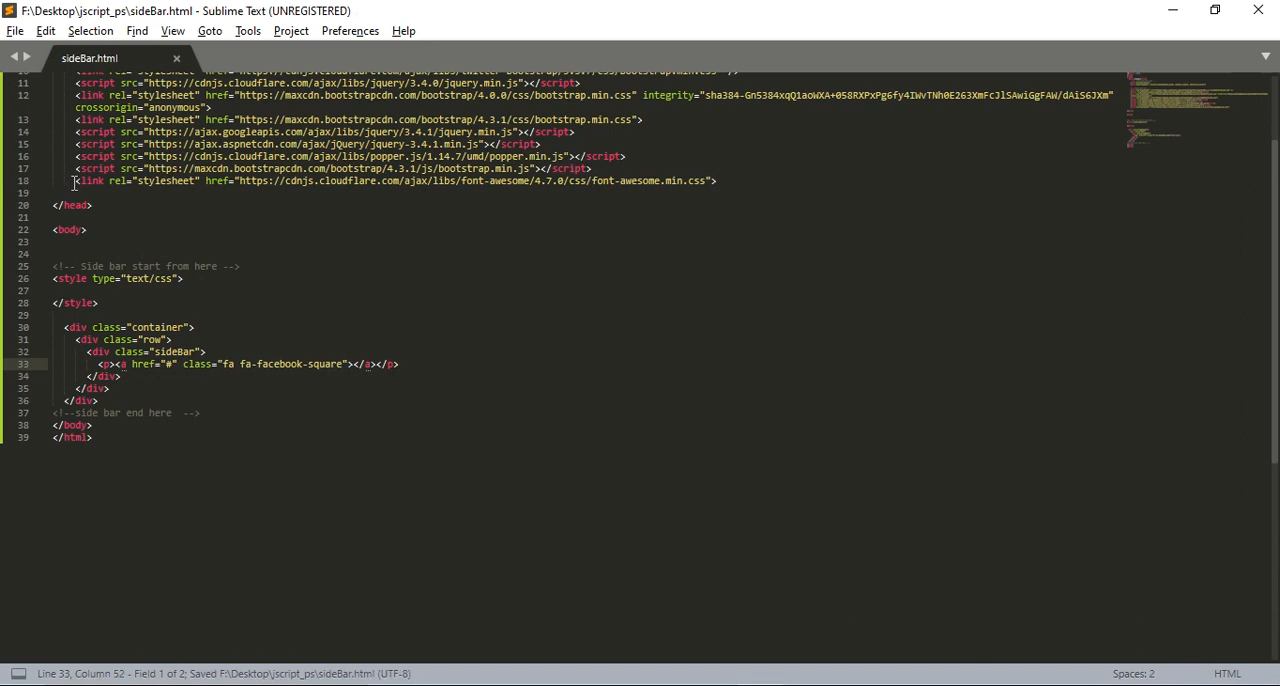 F:\Desktop\jscript_ps\sideBar.html - Sublime Text (UNREGISTERED)
File Edit Selection Find View Goto Tools Project Preferences Help
sideBar.html
11 <script src="https://cdnjs.cloudflare.com/ajax/libs/jquery/3.4.0/jquery.min.js"></script>
12 <link rel="stylesheet" href="https://maxcdn.bootstrapcdn.com/bootstrap/4.0.0/css/bootstrap.min.css" integrity="sha384-Gn5384xqQ1aoWXA+058RXPxPg6fy4IWvTNh0E263XmFcJlSAwiGgFAW/dAiS6JXm"
crossorigin="anonymous">
13 <link rel="stylesheet" href="https://maxcdn.bootstrapcdn.com/bootstrap/4.3.1/css/bootstrap.min.css">
14 <script src="https://ajax.googleapis.com/ajax/libs/jquery/3.4.1/jquery.min.js"></script>
15 <script src="https://ajax.aspnetcdn.com/ajax/jQuery/jquery-3.4.1.min.js"></script>
16 <script src="https://cdnjs.cloudflare.com/ajax/libs/popper.js/1.14.7/umd/popper.min.js"></script>
17 <script src="https://maxcdn.bootstrapcdn.com/bootstrap/4.3.1/js/bootstrap.min.js"></script>
18 <link rel="stylesheet" href="https://cdnjs.cloudflare.com/ajax/libs/font-awesome/4.7.0/css/font-awesome.min.css">
19
20 </head>
21
22 <body>
23
24
25 <!-- Side bar start from here -->
26 <style type="text/css">
27
28 </style>
29
30 <div class="container">
31 <div class="row">
32 <div class="sideBar">
33 <p><a href="#" class="fa fa-facebook-square"></a></p>
34 </div>
35 </div>
36 </div>
37 <!--side bar end here -->
38 </body>
39 </html>
Line 33, Column 52 - Field 1 of 2; Saved F:\Desktop\jscript_ps\sideBar.html (UTF-8) Spaces: 2 HTML